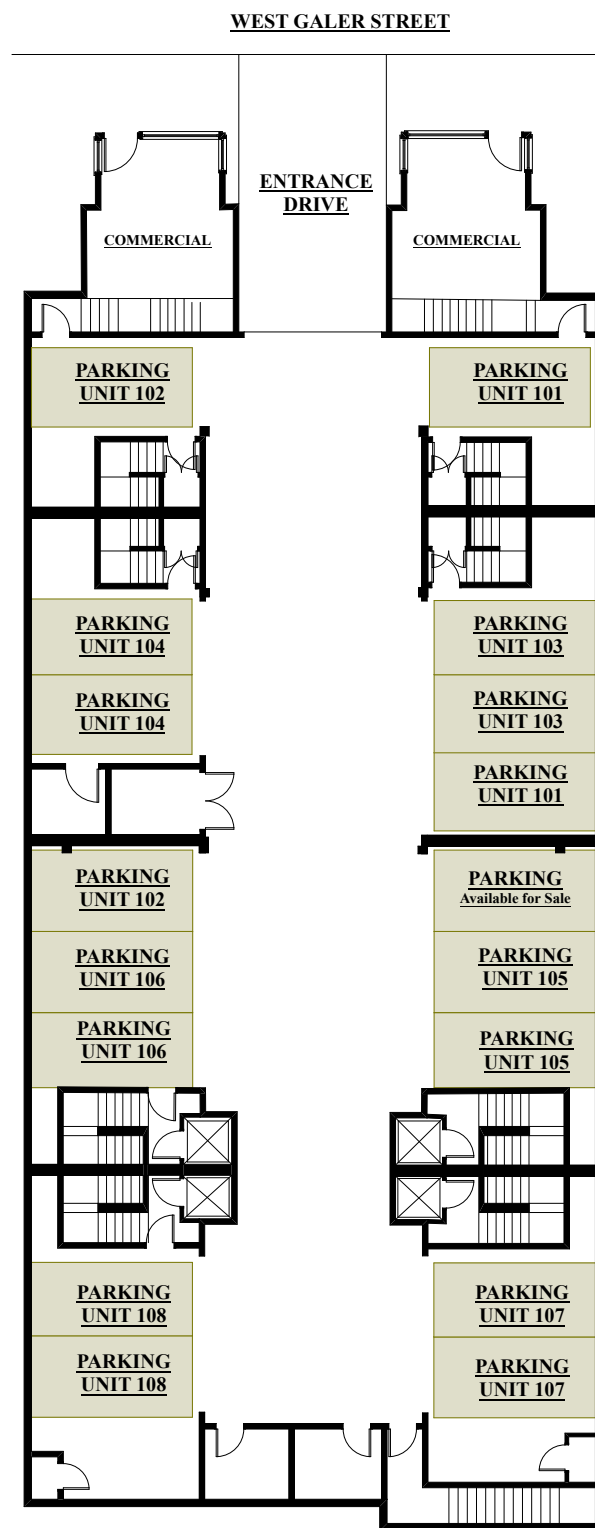 WEST GALER STREET
ENTRANCE
DRIVE
COMMERCIAL
COMMERCIAL
PARKING
UNIT 102
PARKING
UNIT 101
PARKING
UNIT 104
PARKING
UNIT 103
PARKING
UNIT 104
PARKING
UNIT 103
PARKING
UNIT 101
PARKING
UNIT 102
PARKING
Available for Sale
PARKING
UNIT 106
PARKING
UNIT 105
PARKING
UNIT 106
PARKING
UNIT 105
PARKING
UNIT 108
PARKING
UNIT 107
PARKING
UNIT 108
PARKING
UNIT 107